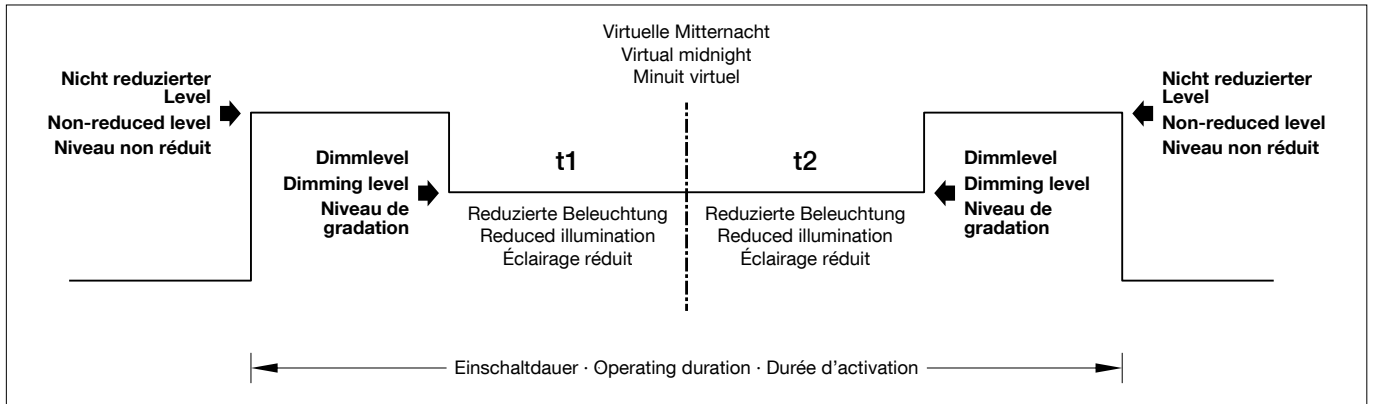 Virtuelle Mitternacht
Virtual midnight
Minuit virtuel
Nicht reduzierter
Level
Non-reduced level
Niveau non réduit
Dimmlevel
Dimming level
Niveau de
gradation
t1
Reduzierte Beleuchtung
Reduced illumination
Éclairage réduit
t2
Reduzierte Beleuchtung
Reduced illumination
Éclairage réduit
Dimmlevel
Dimming level
Niveau de
gradation
Nicht reduzierter
Level
Non-reduced level
Niveau non réduit
Einschaltdauer · Operating duration · Durée d'activation